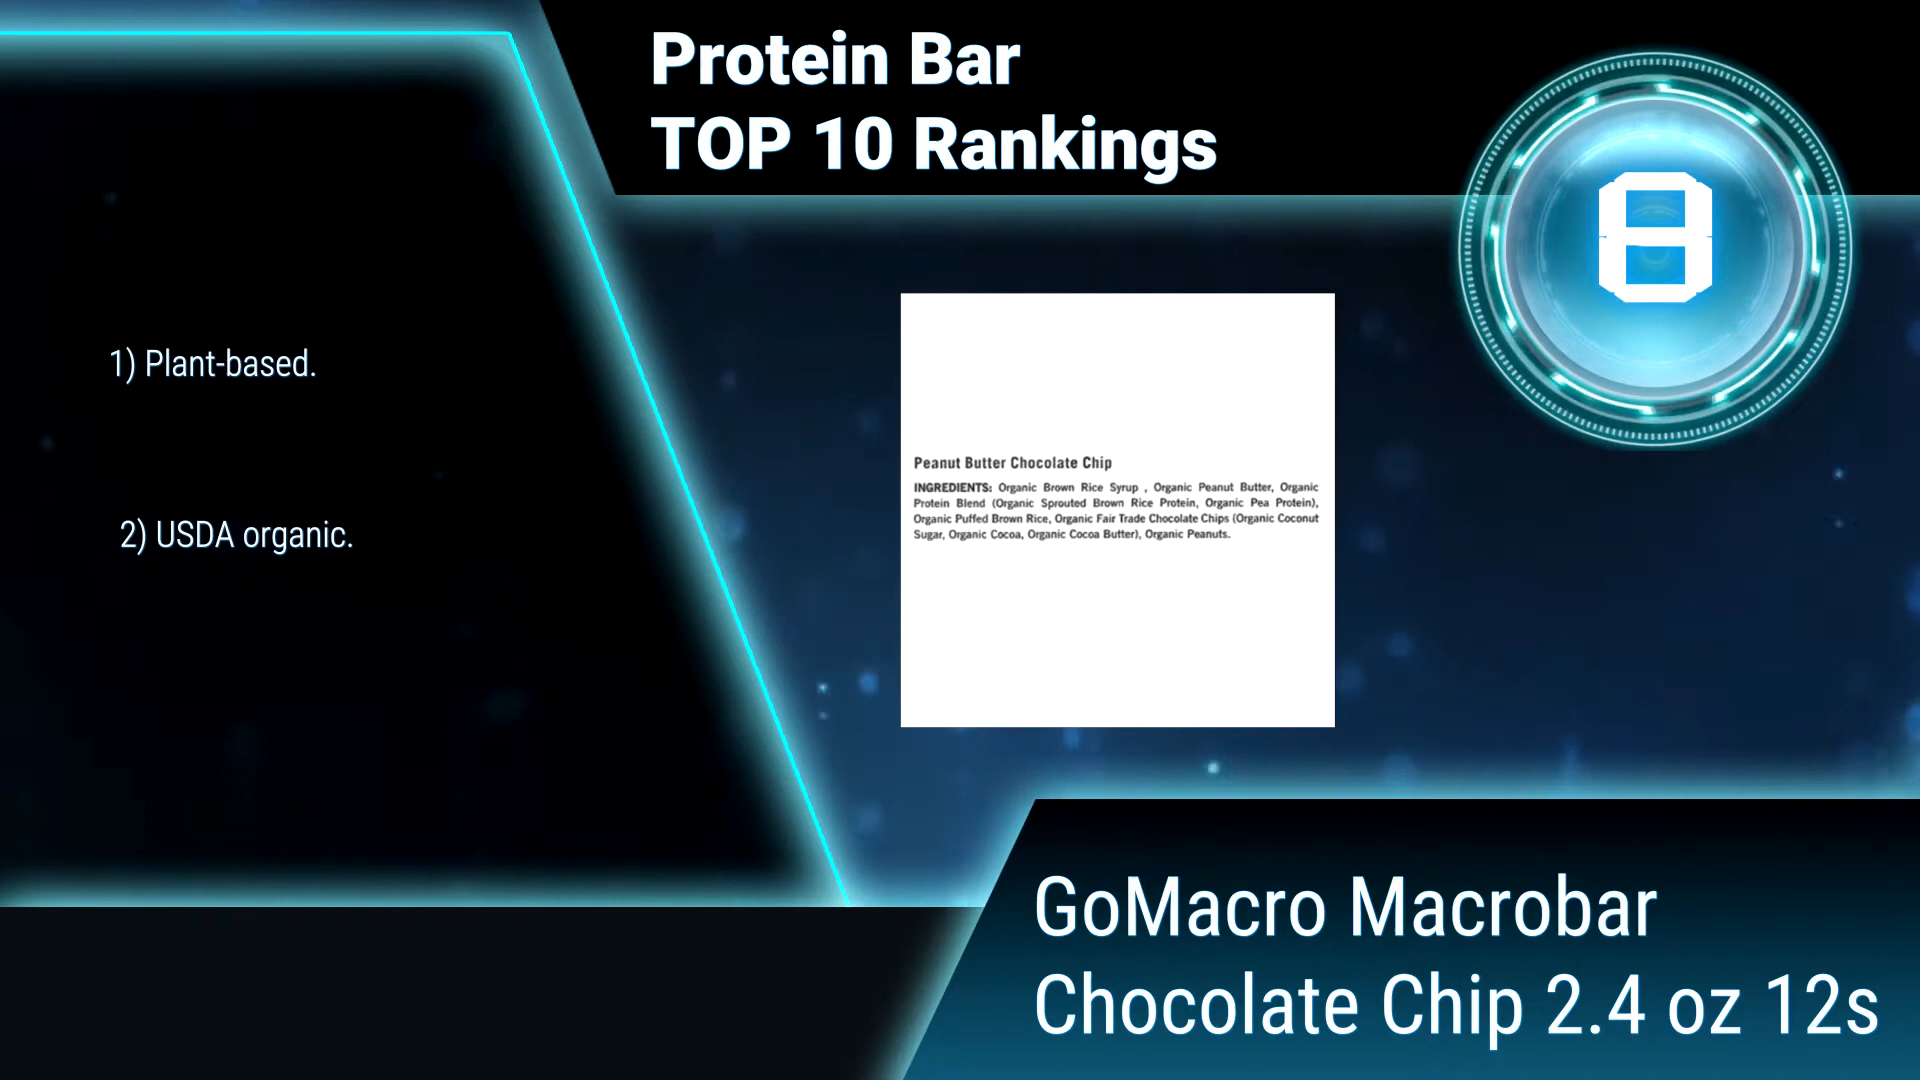 Protein Bar
TOP 10 Rankings
8
1) Plant-based.
2) USDA organic.
Peanut Butter Chocolate Chip
INGREDIENTS: Organic Brown Rice Syrup , Organic Peanut Butter, Organic
Protein Blend (Organic Sprouted Brown Rice Protein, Organic Pea Protein),
Organic Puffed Brown Rice, Organic Fair Trade Chocolate Chips (Organic Coconut
Sugar, Organic Cocoa, Organic Cocoa Butter), Organic Peanuts.
GoMacro Macrobar
Chocolate Chip 2.4 oz 12s